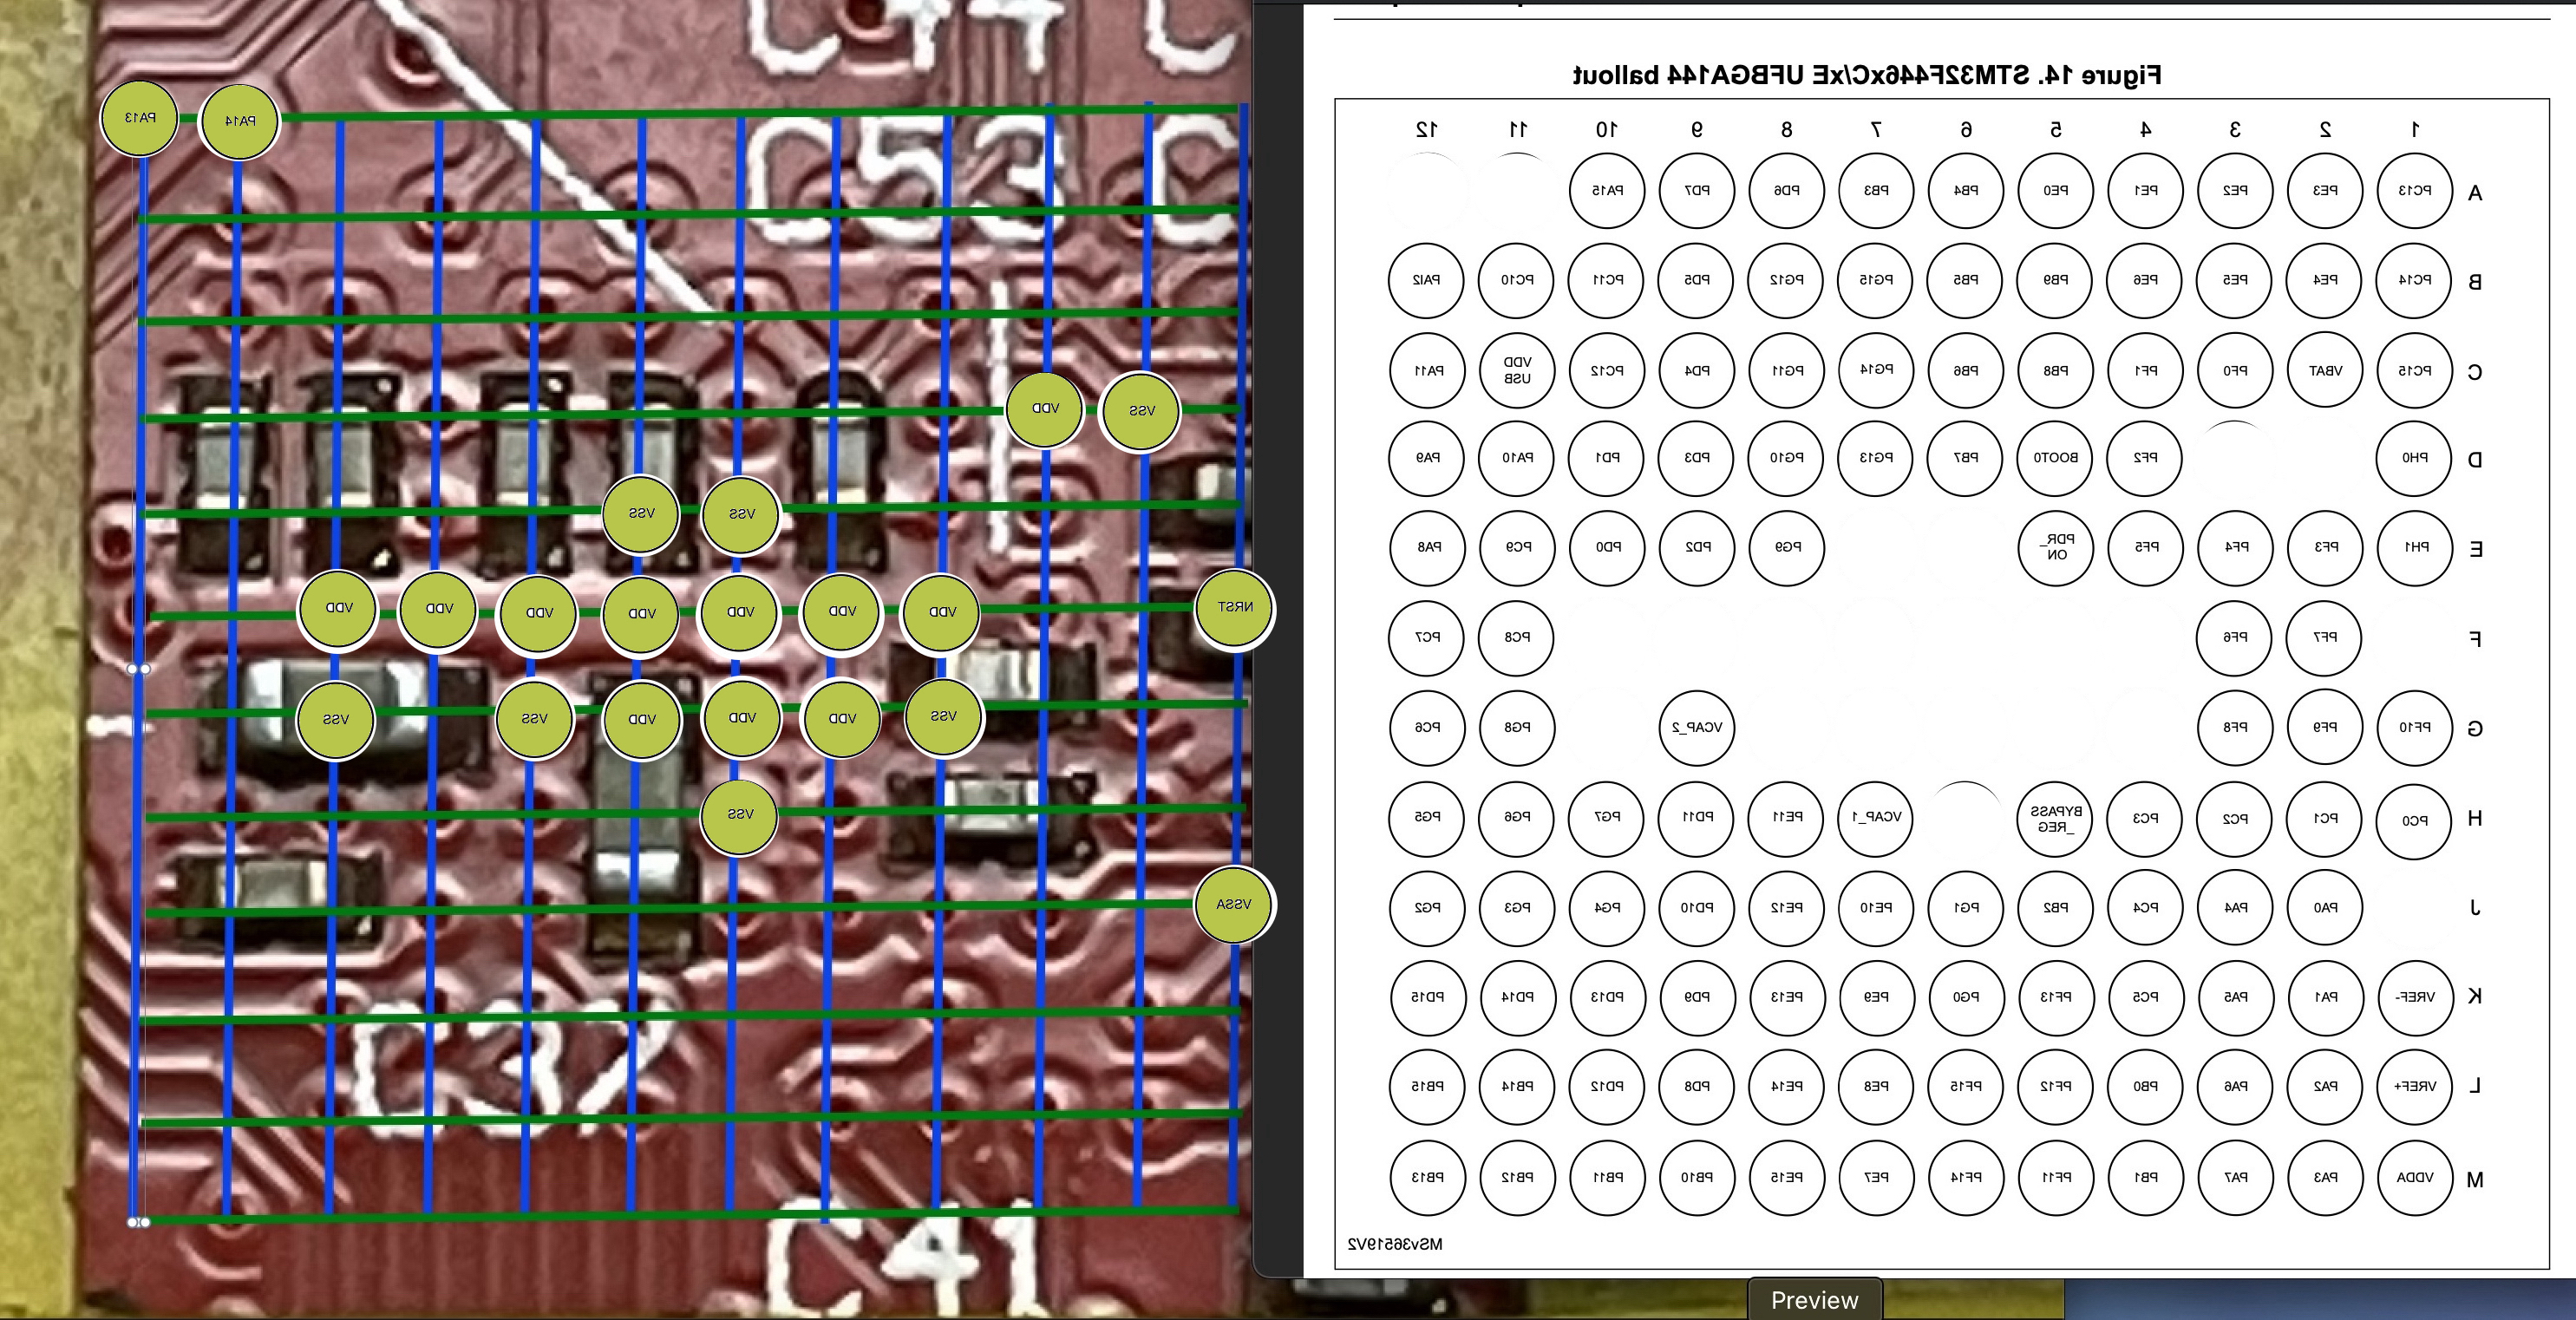 C44 C
C53 C
PA13 PA14
VDD VSS
VSS VSS
VDD VDD VDD VDD VDD VDD VDD NRST
VSS VSS VDD VDD VDD VSS
VSS
VSSA
C37
C41
Figure 14. STM32F446xC/xE UFBGA144 ballout
12 11 10 9 8 7 6 5 4 3 2 1
PA15 PD7 PD6 PB3 PB4 PE0 PE1 PE2 PE3 PC13 A
PAI2 PC10 PC11 PD5 PG12 PG15 PB5 PB9 PE6 PE5 PE4 PC14 B
PA11 VDD USB PC12 PD4 PG11 PG14 PB6 PB8 PF1 PF0 VBAT PC15 C
PA9 PA10 PD1 PD3 PG10 PG13 PB7 BOOT0 PF2 PH0 D
PA8 PC9 PD0 PD2 PG9 PDR_ON PF5 PF4 PF3 PH1 E
PC7 PC8 PF6 PF7 F
PC6 PG8 VCAP_2 PF8 PF9 PF10 G
PG5 PG6 PG7 PD11 PE11 VCAP_1 BYPASS_REG PC3 PC2 PC1 PC0 H
PG2 PG3 PG4 PD10 PE12 PE10 PG1 PB2 PC4 PA4 PA0 J
PD15 PD14 PD13 PD9 PE13 PE9 PG0 PF13 PC5 PA5 PA1 VREF- K
PB15 PB14 PD12 PD8 PE14 PE8 PF15 PF12 PB0 PA6 PA2 VREF+ L
PB13 PB12 PB11 PB10 PE15 PE7 PF14 PF11 PB1 PA7 PA3 VDDA M
MSv36519V2
Preview